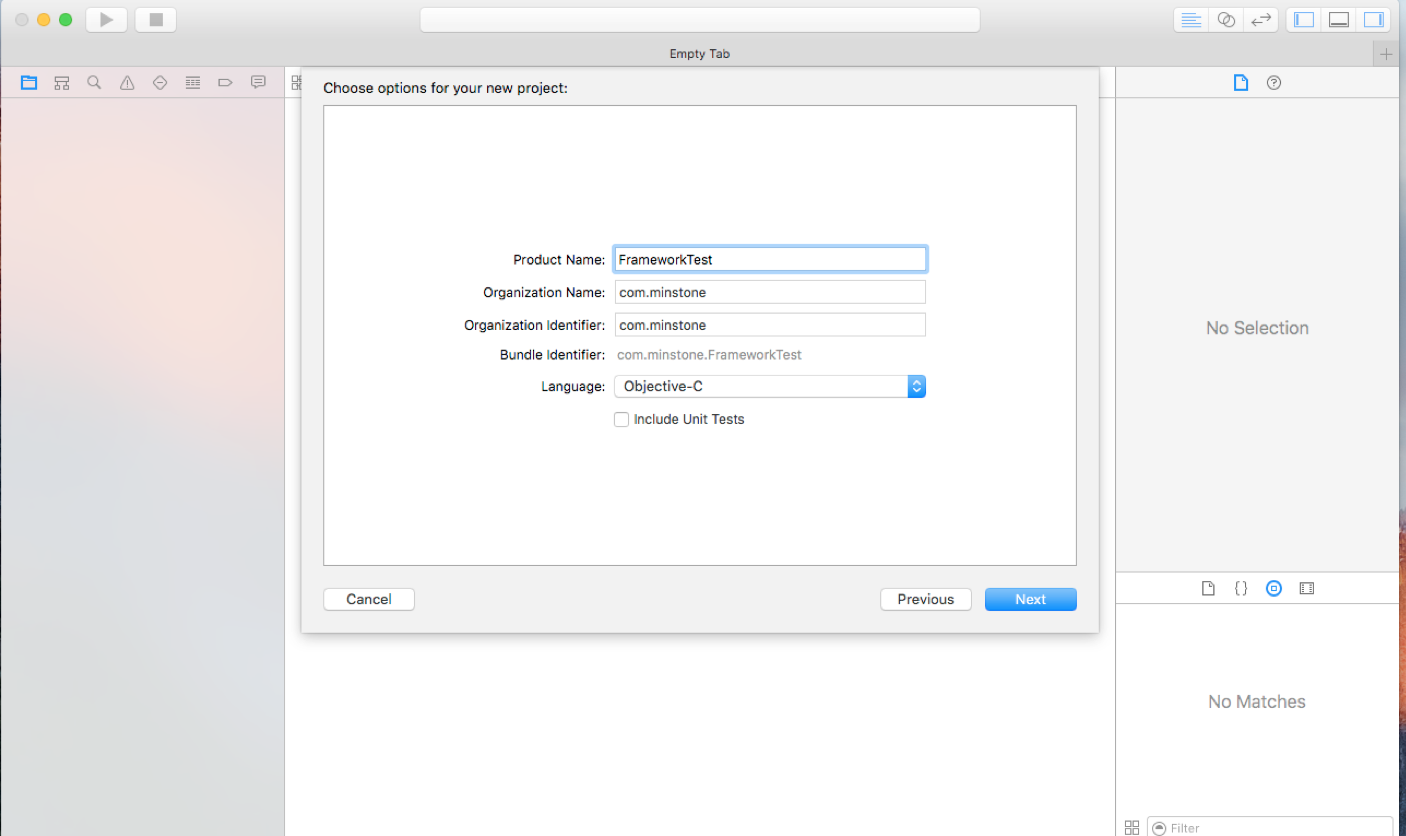 Empty Tab
Choose options for your new project:
Product Name: FrameworkTest
Organization Name: com.minstone
Organization Identifier: com.minstone
Bundle Identifier: com.minstone.FrameworkTest
Language: Objective-C
Include Unit Tests
Cancel Previous Next
No Selection
{}
No Matches
Filter